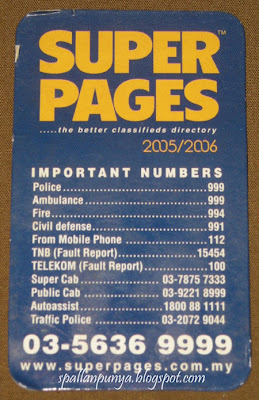 SUPER™
PAGES
.....the better classifieds directory
2005/2006
IMPORTANT NUMBERS
Police.......................................999
Ambulance................................999
Fire...........................................994
Civil defense..............................991
From Mobile Phone ....................112
TNB (Fault Report)....................15454
TELEKOM (Fault Report)................100
Super Cab ....................03-7875 7333
Public Cab ...................03-9221 8999
Autoassist....................1800 88 1111
Traffic Police ................03-2072 9044
03-5636 9999
www.superpages.com.my
spallanpunya.blogspot.com